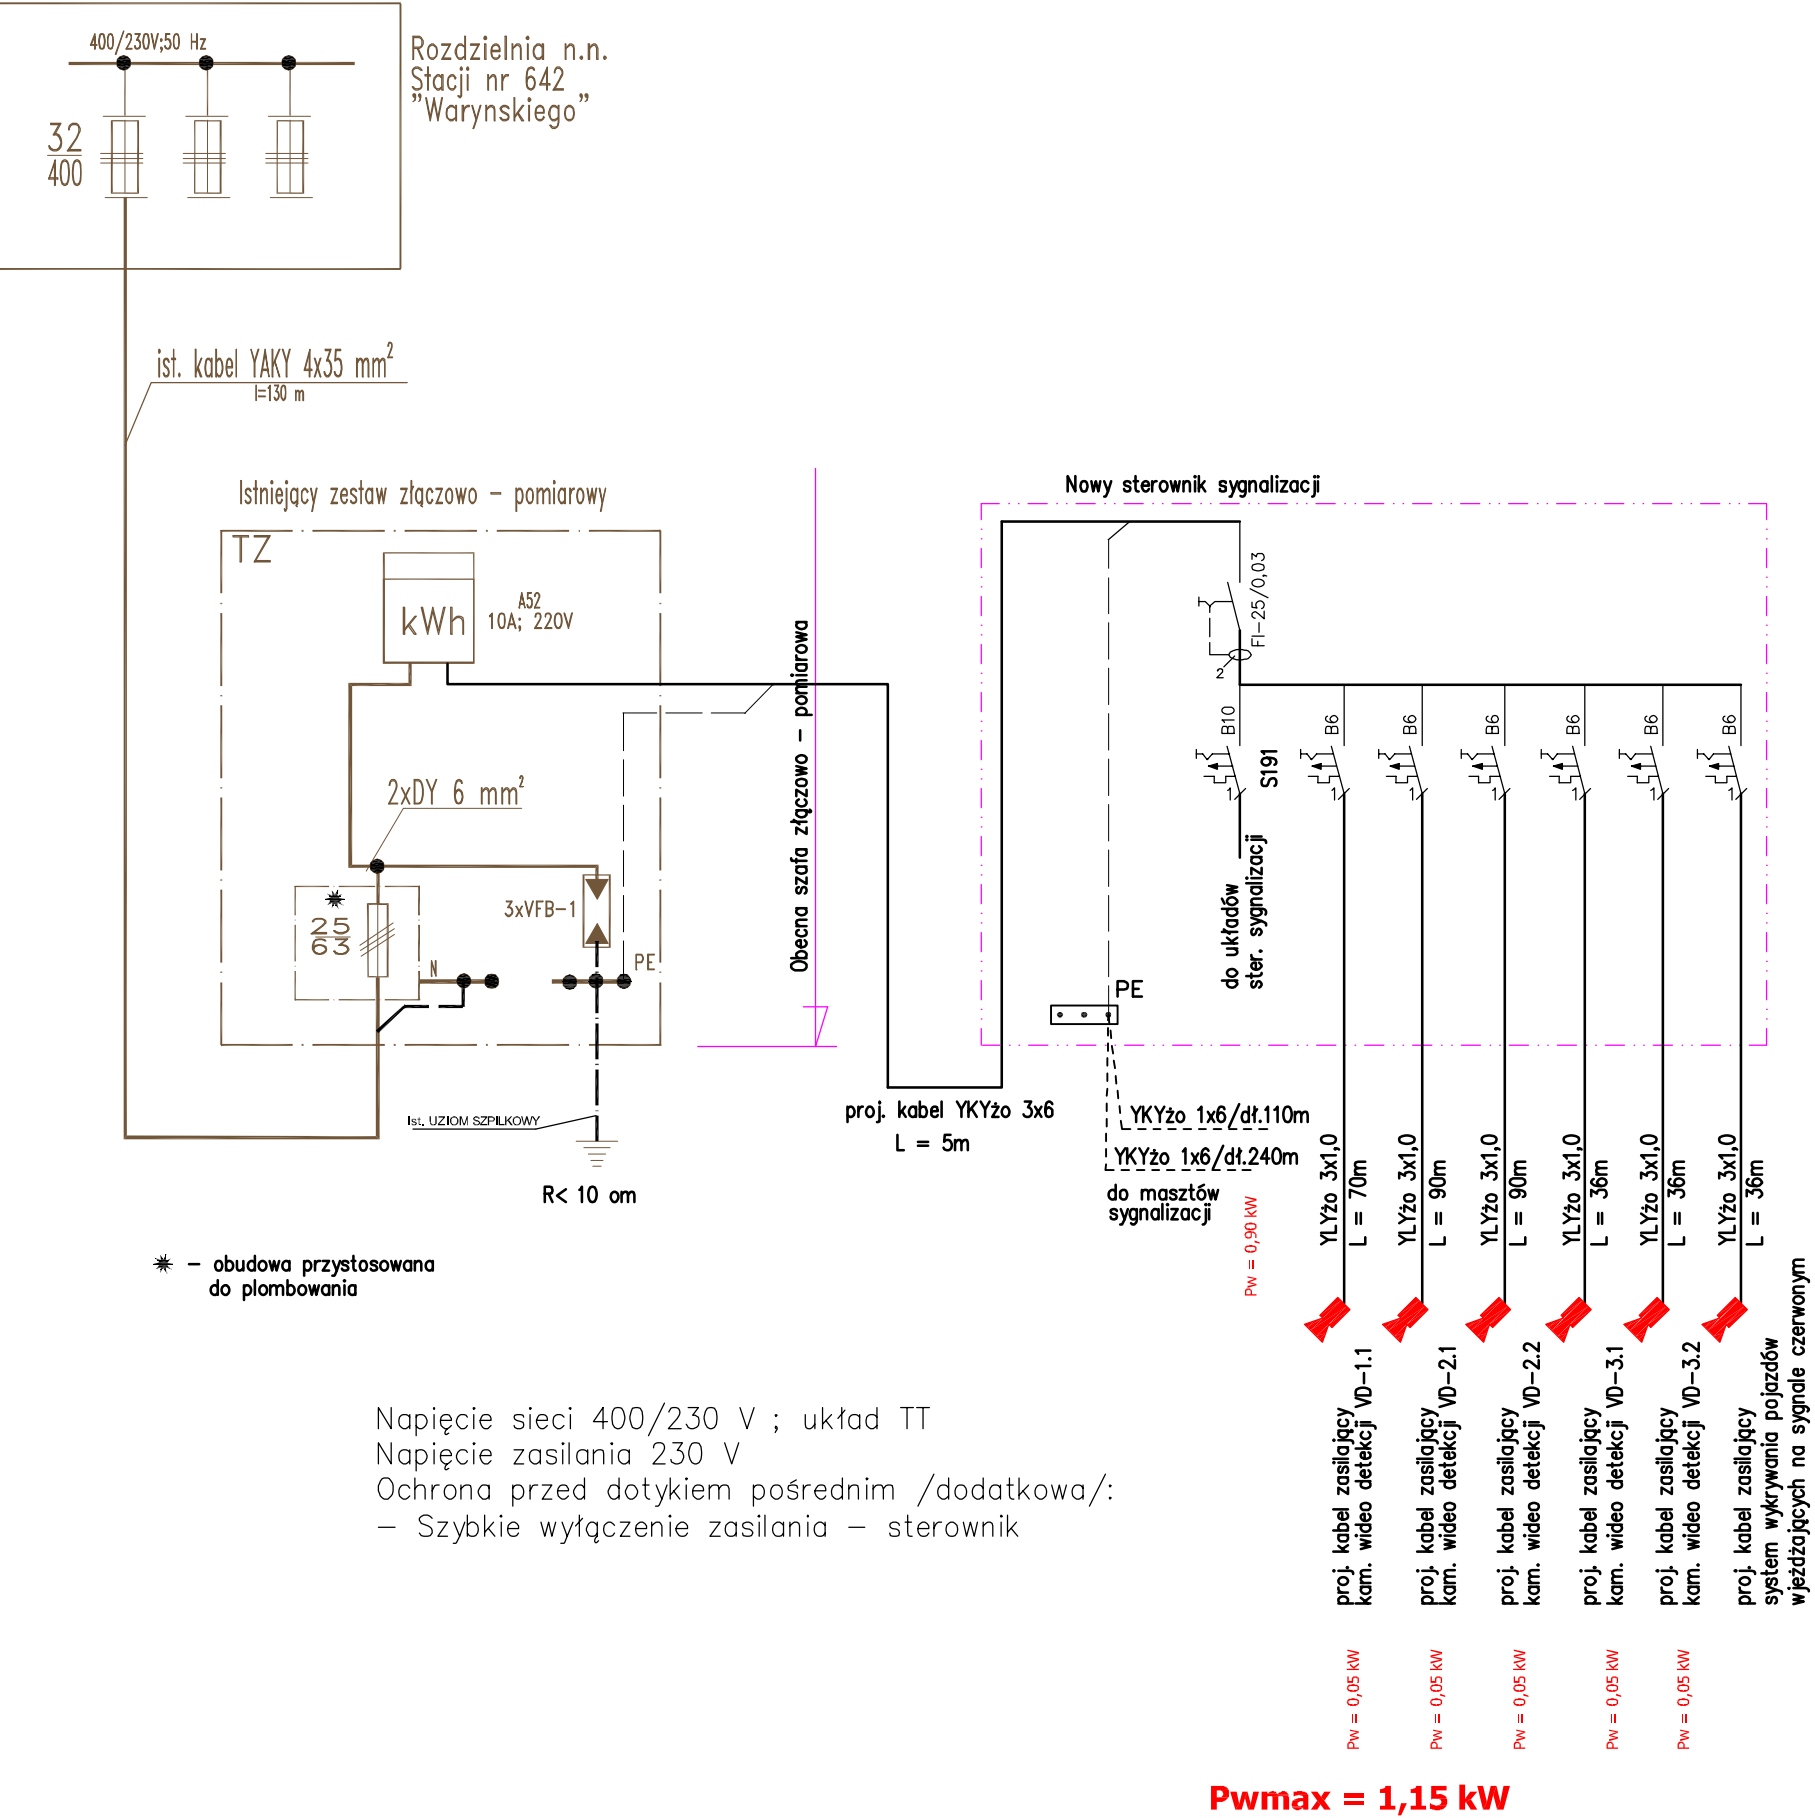 400/230V;50 Hz
Rozdzielnia n.n.
Stacji nr 642
"Warynskiego"
32
400
ist. kabel YAKY 4x35 mm²
l=130 m
Istniejący zestaw złączowo – pomiarowy
TZ
kWh
A52
10A; 220V
2xDY 6 mm²
25
63
3xVFB–1
N
PE
Ist. UZIOM SZPILKOWY
R< 10 om
– obudowa przystosowana
do plombowania
Obecna szafa złączowo – pomiarowa
proj. kabel YKYżo 3x6
L = 5m
Nowy sterownik sygnalizacji
FI–25/0,03
2
B10
S191
1
do układów
ster. sygnalizacji
B6
1
B6
1
B6
1
B6
1
B6
1
B6
1
PE
YKYżo 1x6/dł.110m
YKYżo 1x6/dł.240m
do masztów
sygnalizacji
Pw = 0,90 kW
YLYżo 3x1,0
L = 70m
YLYżo 3x1,0
L = 90m
YLYżo 3x1,0
L = 90m
YLYżo 3x1,0
L = 36m
YLYżo 3x1,0
L = 36m
YLYżo 3x1,0
L = 36m
proj. kabel zasilający
kam. wideo detekcji VD–1.1
proj. kabel zasilający
kam. wideo detekcji VD–2.1
proj. kabel zasilający
kam. wideo detekcji VD–2.2
proj. kabel zasilający
kam. wideo detekcji VD–3.1
proj. kabel zasilający
kam. wideo detekcji VD–3.2
proj. kabel zasilający
system wykrywania pojazdów
wjeżdżających na sygnale czerwonym
Napięcie sieci 400/230 V ; układ TT
Napięcie zasilania 230 V
Ochrona przed dotykiem pośrednim /dodatkowa/:
– Szybkie wyłączenie zasilania – sterownik
Pw = 0,05 kW
Pw = 0,05 kW
Pw = 0,05 kW
Pw = 0,05 kW
Pw = 0,05 kW
Pwmax = 1,15 kW